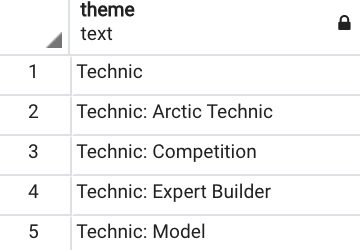 theme
text
1 Technic
2 Technic: Arctic Technic
3 Technic: Competition
4 Technic: Expert Builder
5 Technic: Model